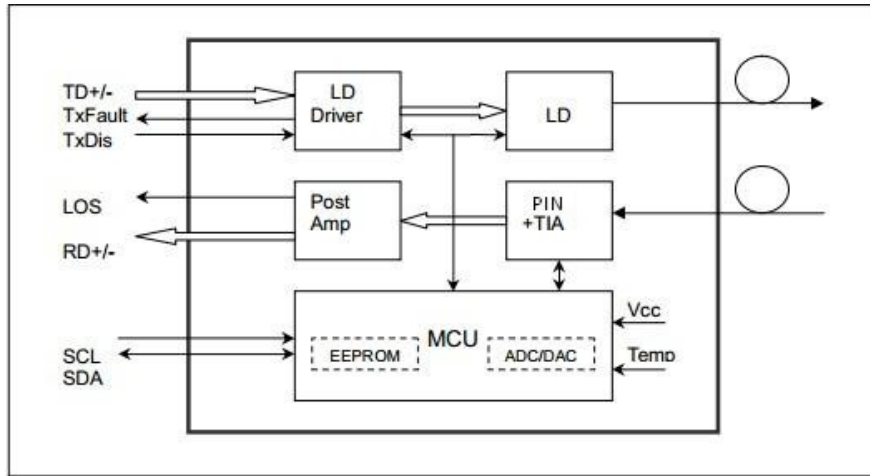 TD+/-
TxFault
TxDis
LD
Driver
LD
LOS
RD+/-
Post
Amp
PIN
+TIA
SCL
SDA
MCU
EEPROM
ADC/DAC
Vcc
Temp